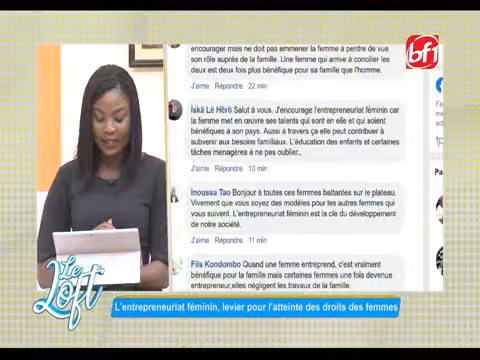 encourager mais ne doit pas emmener la femme à perdre de vue
son rôle auprès de la famille. Une femme qui arrive à concilier les
deux est deux fois plus bénéfique pour sa famille que l'homme.
J'aime Répondre 22 min
bf1
Iskä Lë Hërö Salut à vous. J'encourage l'entrepreneuriat féminin car
la femme met en œuvre ses talents qui sont en elle et qui soient
bénéfiques à son pays. Aussi à travers ça elle peut contribuer à
subvenir aux besoins familiaux. L'éducation des enfants et certaines
tâches menagères à ne pas oublier..
J'aime Répondre 10 min
Inoussa Tao Bonjour à toutes ces femmes battantes sur le plateau.
Vivement que vous soyez des modèles pour les autres femmes qui
vous suivent. L'entrepreneuriat féminin est la clé du développement
de notre société.
J'aime Répondre 11 min
Fils Kondombo Quand une femme entreprend, c'est vraiment
bénéfique pour la famille mais certaines femmes une fois devenue
entrepreneur,elles négligent les travaux de la famille.
Le Loft
L'entrepreneuriat féminin, levier pour l'atteinte des droits des femmes